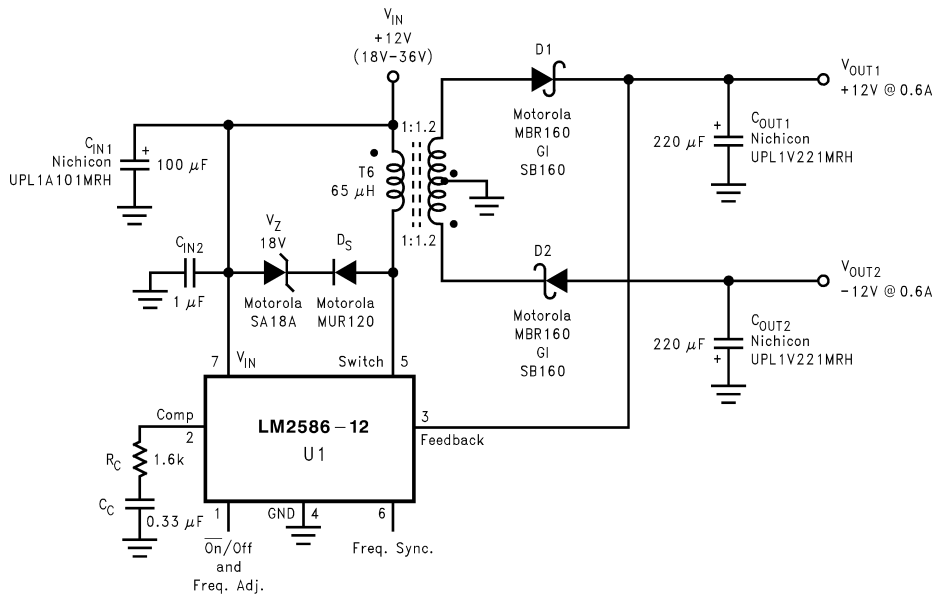 V_IN
+12V
(18V–36V)
D1
V_OUT1
+12V @ 0.6A
1:1.2
C_IN1
Nichicon
UPL1A101MRH
+
100 μF
T6
65 μH
Motorola
MBR160
GI
SB160
+
220 μF
C_OUT1
Nichicon
UPL1V221MRH
1:1.2
C_IN2
1 μF
V_Z
18V
D_S
Motorola
SA18A
Motorola
MUR120
D2
V_OUT2
-12V @ 0.6A
Motorola
MBR160
GI
SB160
220 μF
+
C_OUT2
Nichicon
UPL1V221MRH
7
V_IN
Switch
5
Comp
2
LM2586–12
U1
3
Feedback
R_C
1.6k
C_C
0.33 μF
1
GND
4
6
O̅n̅/Off
and
Freq. Adj.
Freq. Sync.